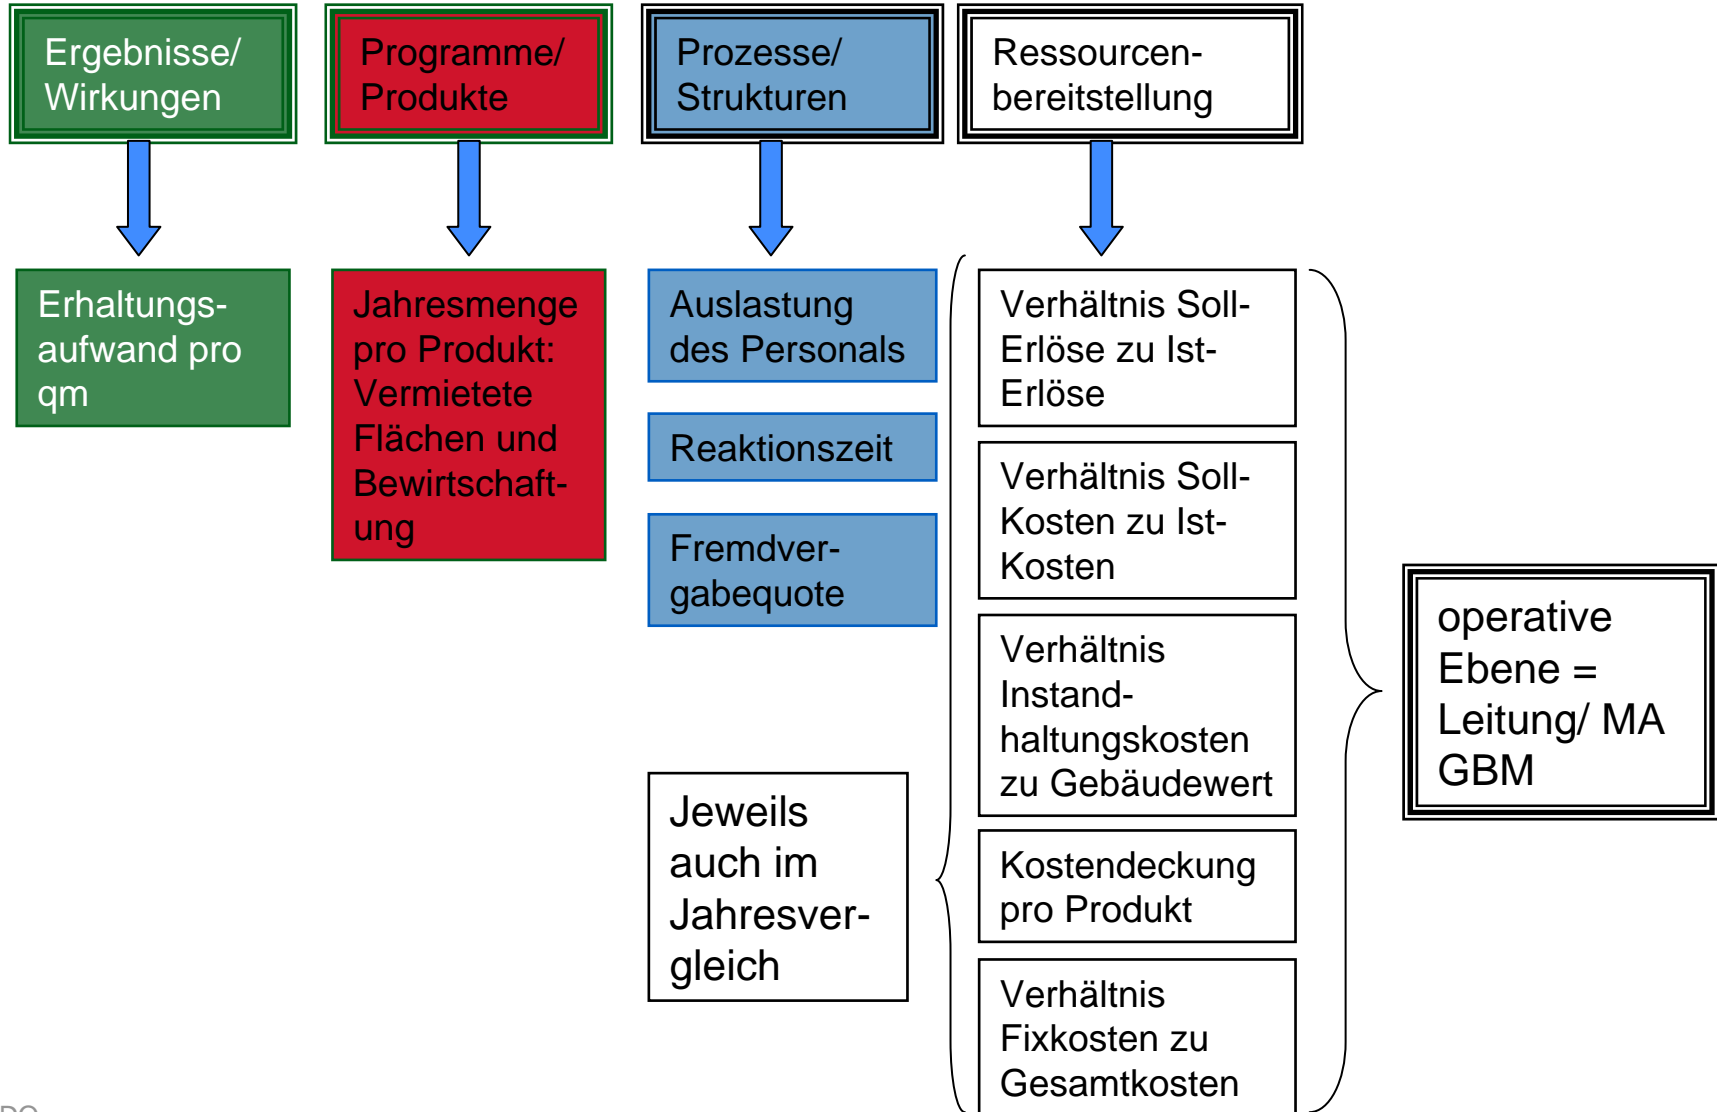 Ergebnisse/
Wirkungen
Programme/
Produkte
Prozesse/
Strukturen
Ressourcen-
bereitstellung
Erhaltungs-
aufwand pro
qm
Jahresmenge
pro Produkt:
Vermietete
Flächen und
Bewirtschaft-
ung
Auslastung
des Personals
Reaktionszeit
Fremdver-
gabequote
Jeweils
auch im
Jahresver-
gleich
Verhältnis Soll-
Erlöse zu Ist-
Erlöse
Verhältnis Soll-
Kosten zu Ist-
Kosten
Verhältnis
Instand-
haltungskosten
zu Gebäudewert
Kostendeckung
pro Produkt
Verhältnis
Fixkosten zu
Gesamtkosten
operative
Ebene =
Leitung/ MA
GBM